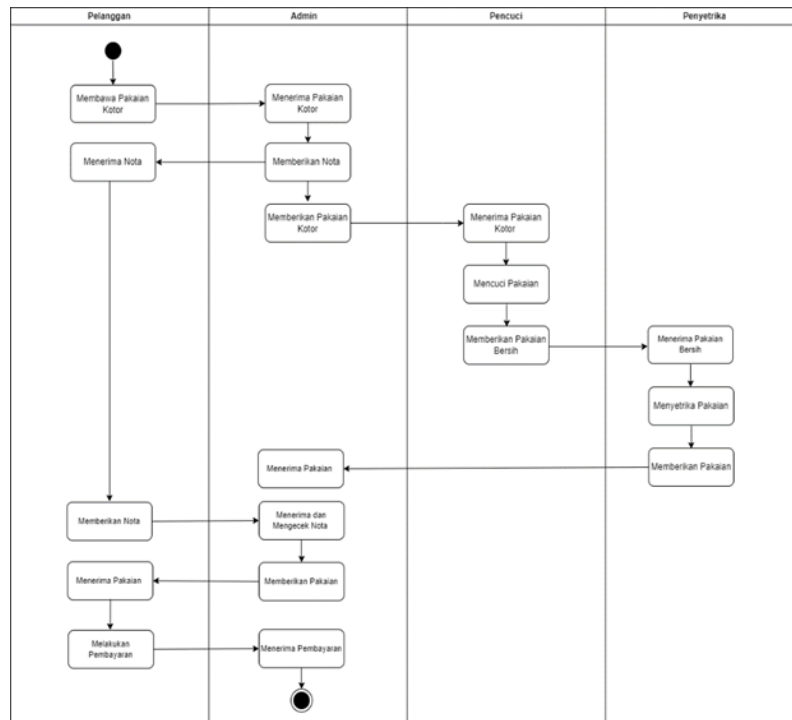 Pelanggan
Admin
Pencuci
Penyetrika
Membawa Pakaian
Kotor
Menerima Pakaian
Kotor
Menerima Nota
Memberikan Nota
Memberikan Pakaian
Kotor
Menerima Pakaian
Kotor
Mencuci Pakaian
Memberikan Pakaian
Bersih
Menerima Pakaian
Bersih
Menyetrika Pakaian
Menerima Pakaian
Memberikan Pakaian
Memberikan Nota
Menerima dan
Mengecek Nota
Menerima Pakaian
Memberikan Pakaian
Melakukan
Pembayaran
Menerima Pembayaran